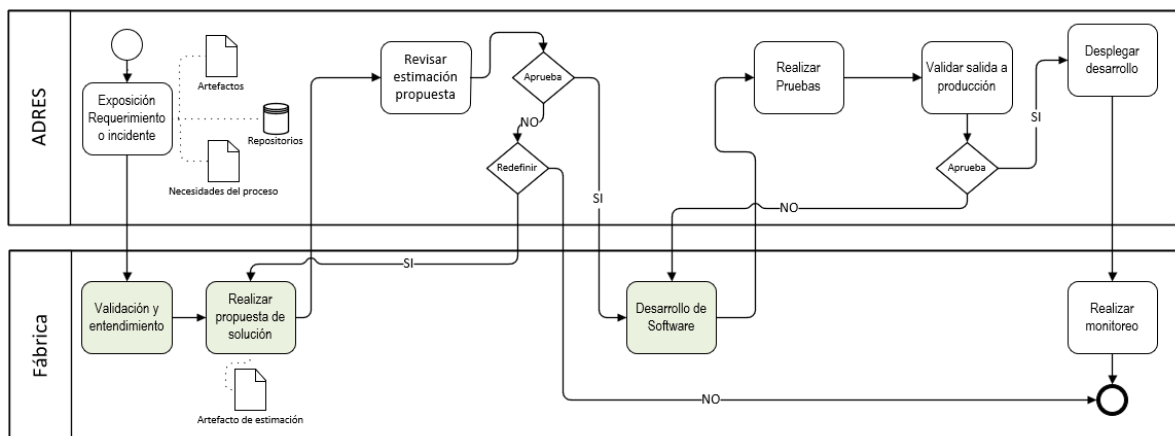 ADRES
Exposición
Requerimiento
o incidente
Artefactos
Repositorios
Necesidades del proceso
Revisar
estimación
propuesta
Aprueba
NO
Redefinir
SI
SI
Realizar
Pruebas
Validar salida a
producción
Aprueba
NO
SI
Desplegar
desarrollo
Fábrica
Validación y
entendimiento
Realizar
propuesta de
solución
Artefacto de estimación
Desarrollo de
Software
NO
Realizar
monitoreo